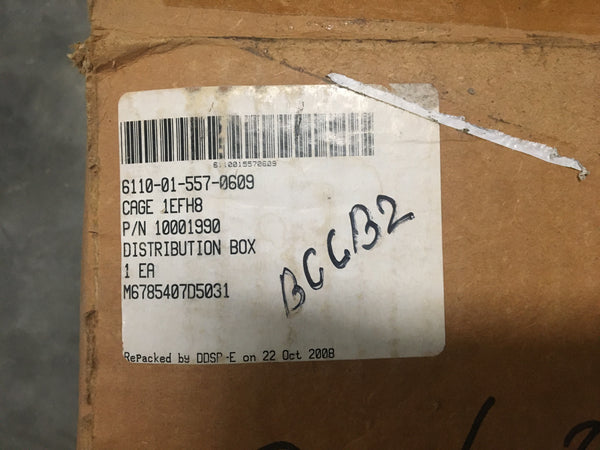 6110015570609
6110-01-557-0609
CAGE 1EFH8
P/N 10001990
DISTRIBUTION BOX
1 EA
M6785407D5031
BCCB2
RePacked by DDSP-E on 22 Oct 2008